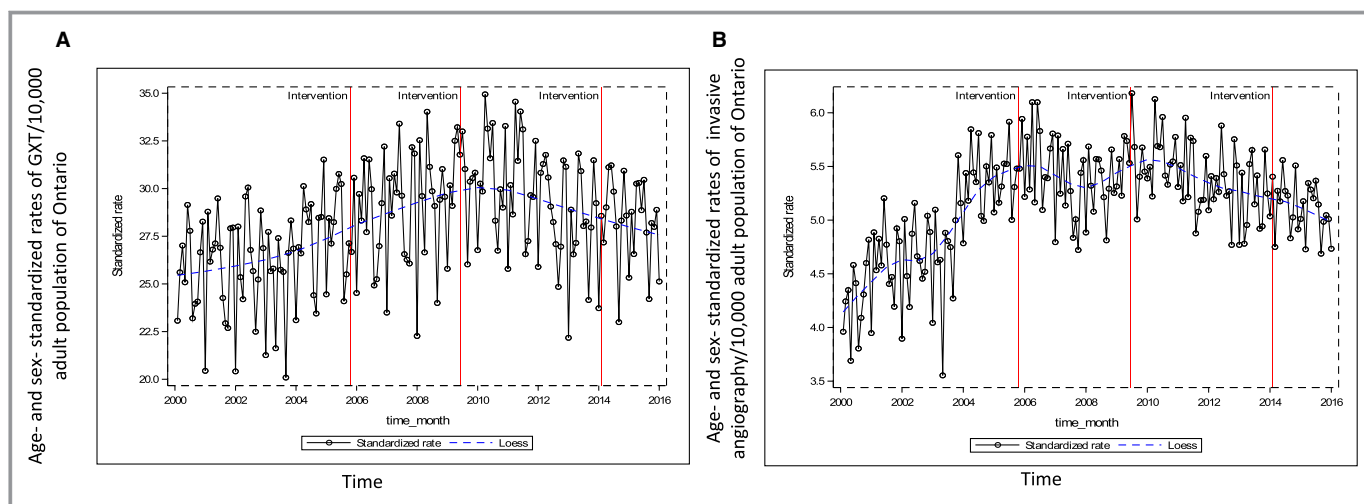 A
Age- and sex- standardized rates of GXT/10,000
adult population of Ontario
Standardized rate
35.0
32.5
30.0
27.5
25.0
22.5
20.0
Intervention
Intervention
Intervention
2000 2002 2004 2006 2008 2010 2012 2014 2016
time_month
Standardized rate Loess
Time
B
Age- and sex- standardized rates of invasive
angiography/10,000 adult population of Ontario
Standardized rate
6.0
5.5
5.0
4.5
4.0
3.5
Intervention
Intervention
Intervention
2000 2002 2004 2006 2008 2010 2012 2014 2016
time_month
Standardized rate Loess
Time